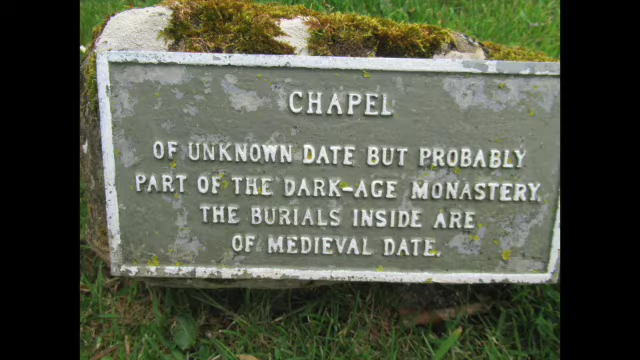 CHAPEL
OF UNKNOWN DATE BUT PROBABLY
PART OF THE DARK-AGE MONASTERY.
THE BURIALS INSIDE ARE
OF MEDIEVAL DATE.